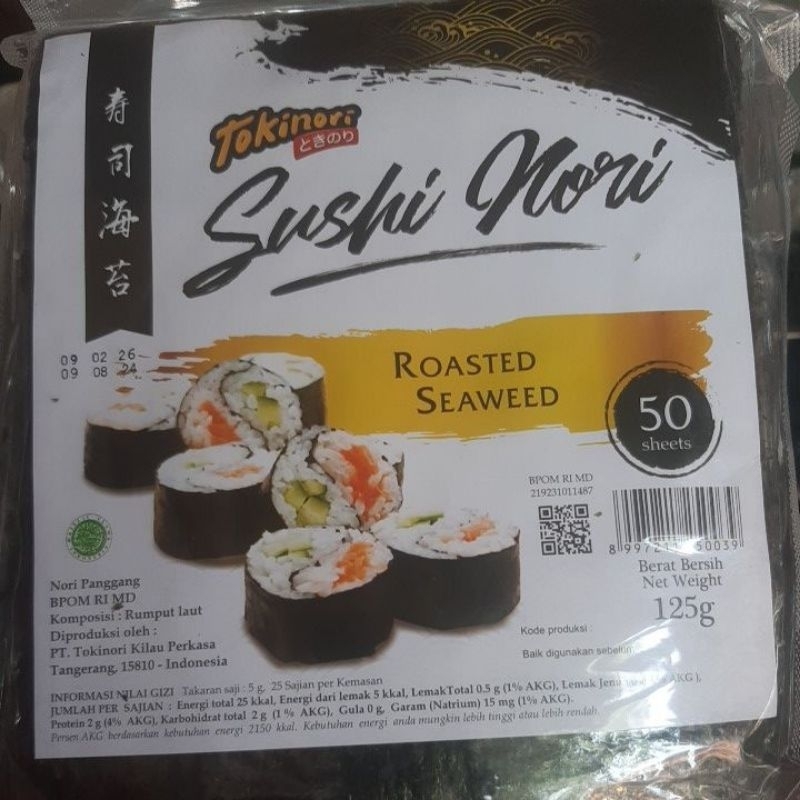 寿司海苔
Tokinori
ときのり
Sushi Nori
09 02 26
09 08 24
ROASTED
SEAWEED
50
sheets
BPOM RI MD
219231011487
Berat Bersih
Net Weight
125g
Nori Panggang
BPOM RI MD
Komposisi : Rumput laut
Diproduksi oleh :
PT. Tokinori Kilau Perkasa
Tangerang, 15810 - Indonesia
Kode produksi :
Baik digunakan sebelum
INFORMASI NILAI GIZI Takaran saji : 5 g, 25 Sajian per Kemasan
JUMLAH PER SAJIAN : Energi total 25 kkal, Energi dari lemak 5 kkal, LemakTotal 0.5 g (1% AKG), Lemak AKG ),
Protein 2 g (4% AKG), Karbohidrat total 2 g (1 % AKG), Gula 0 g, Garam (Natrium) 15 mg (1% AKG).
Persen AKG berdasarkan kebutuhan energi 2150 kkal. Kebutuhan energi anda mungkin lebih tinggi atau lebih rendah.